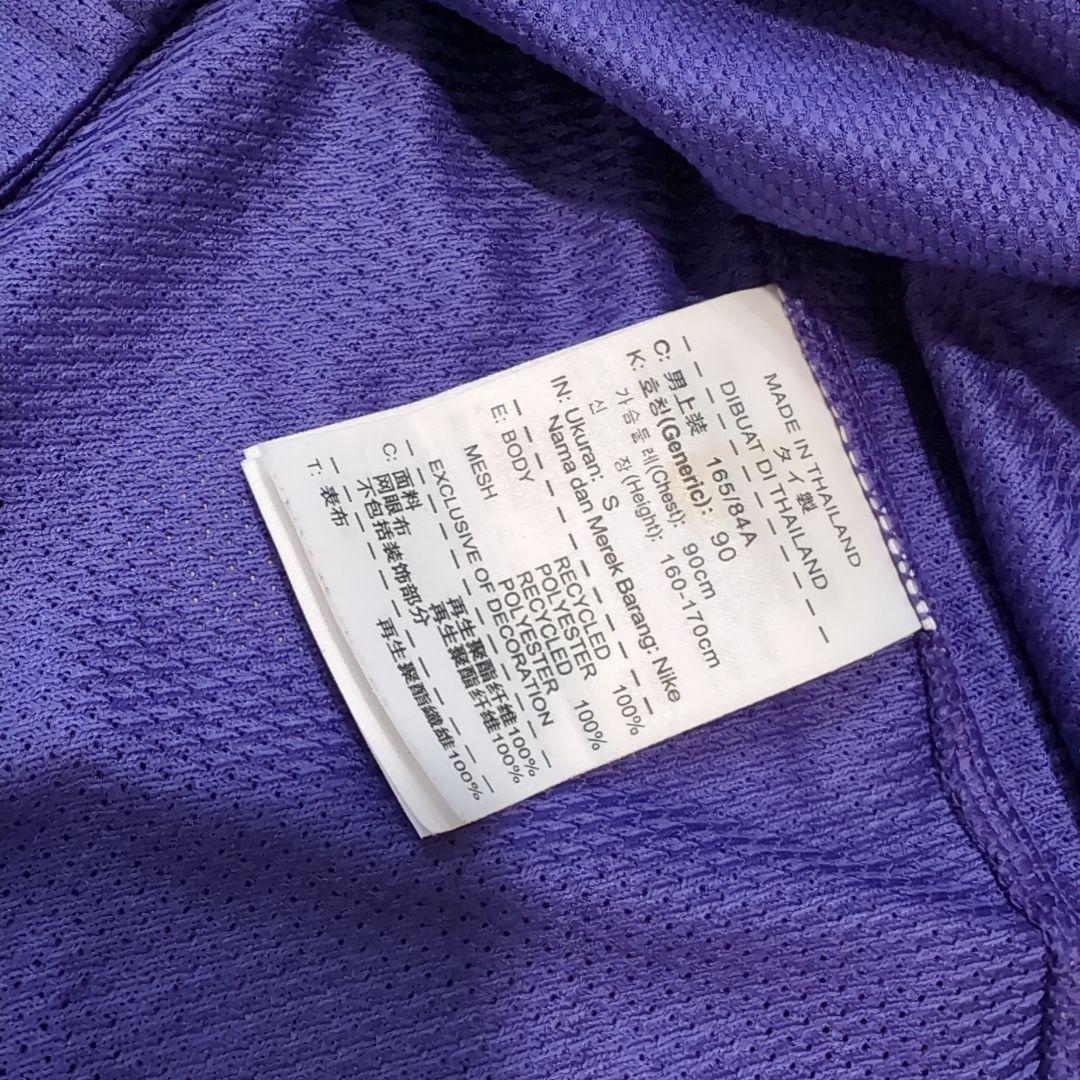 MADE IN THAILAND
タイ製
DIBUAT DI THAILAND
C: 男上装 165/84A
K: 호칭(Generic): 90
가슴둘레(Chest): 90cm
신 장(Height): 160-170cm
IN: Ukuran: S
Nama dan Merek Barang: Nike
E: BODY RECYCLED
POLYESTER 100%
MESH RECYCLED
POLYESTER 100%
EXCLUSIVE OF DECORATION
C: 面料 再生聚酯纤维100%
网眼布 再生聚酯纤维100%
不包括装饰部分
T: 表布 再生聚酯纖維100%